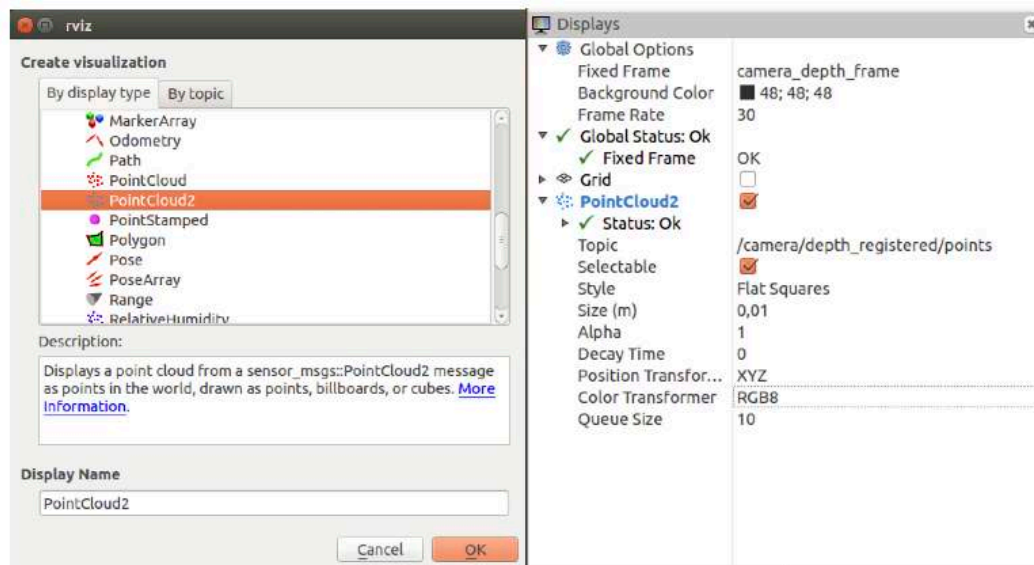 rviz
Create visualization
By display type By topic
MarkerArray
Odometry
Path
PointCloud
PointCloud2
PointStamped
Polygon
Pose
PoseArray
Range
RelativeHumidity
Description:
Displays a point cloud from a sensor_msgs::PointCloud2 message
as points in the world, drawn as points, billboards, or cubes. More
Information.
Display Name
PointCloud2
Cancel OK
Displays
Global Options
Fixed Frame camera_depth_frame
Background Color 48; 48; 48
Frame Rate 30
Global Status: Ok
Fixed Frame OK
Grid
PointCloud2
Status: Ok
Topic /camera/depth_registered/points
Selectable
Style Flat Squares
Size (m) 0,01
Alpha 1
Decay Time 0
Position Transfor... XYZ
Color Transformer RGB8
Queue Size 10